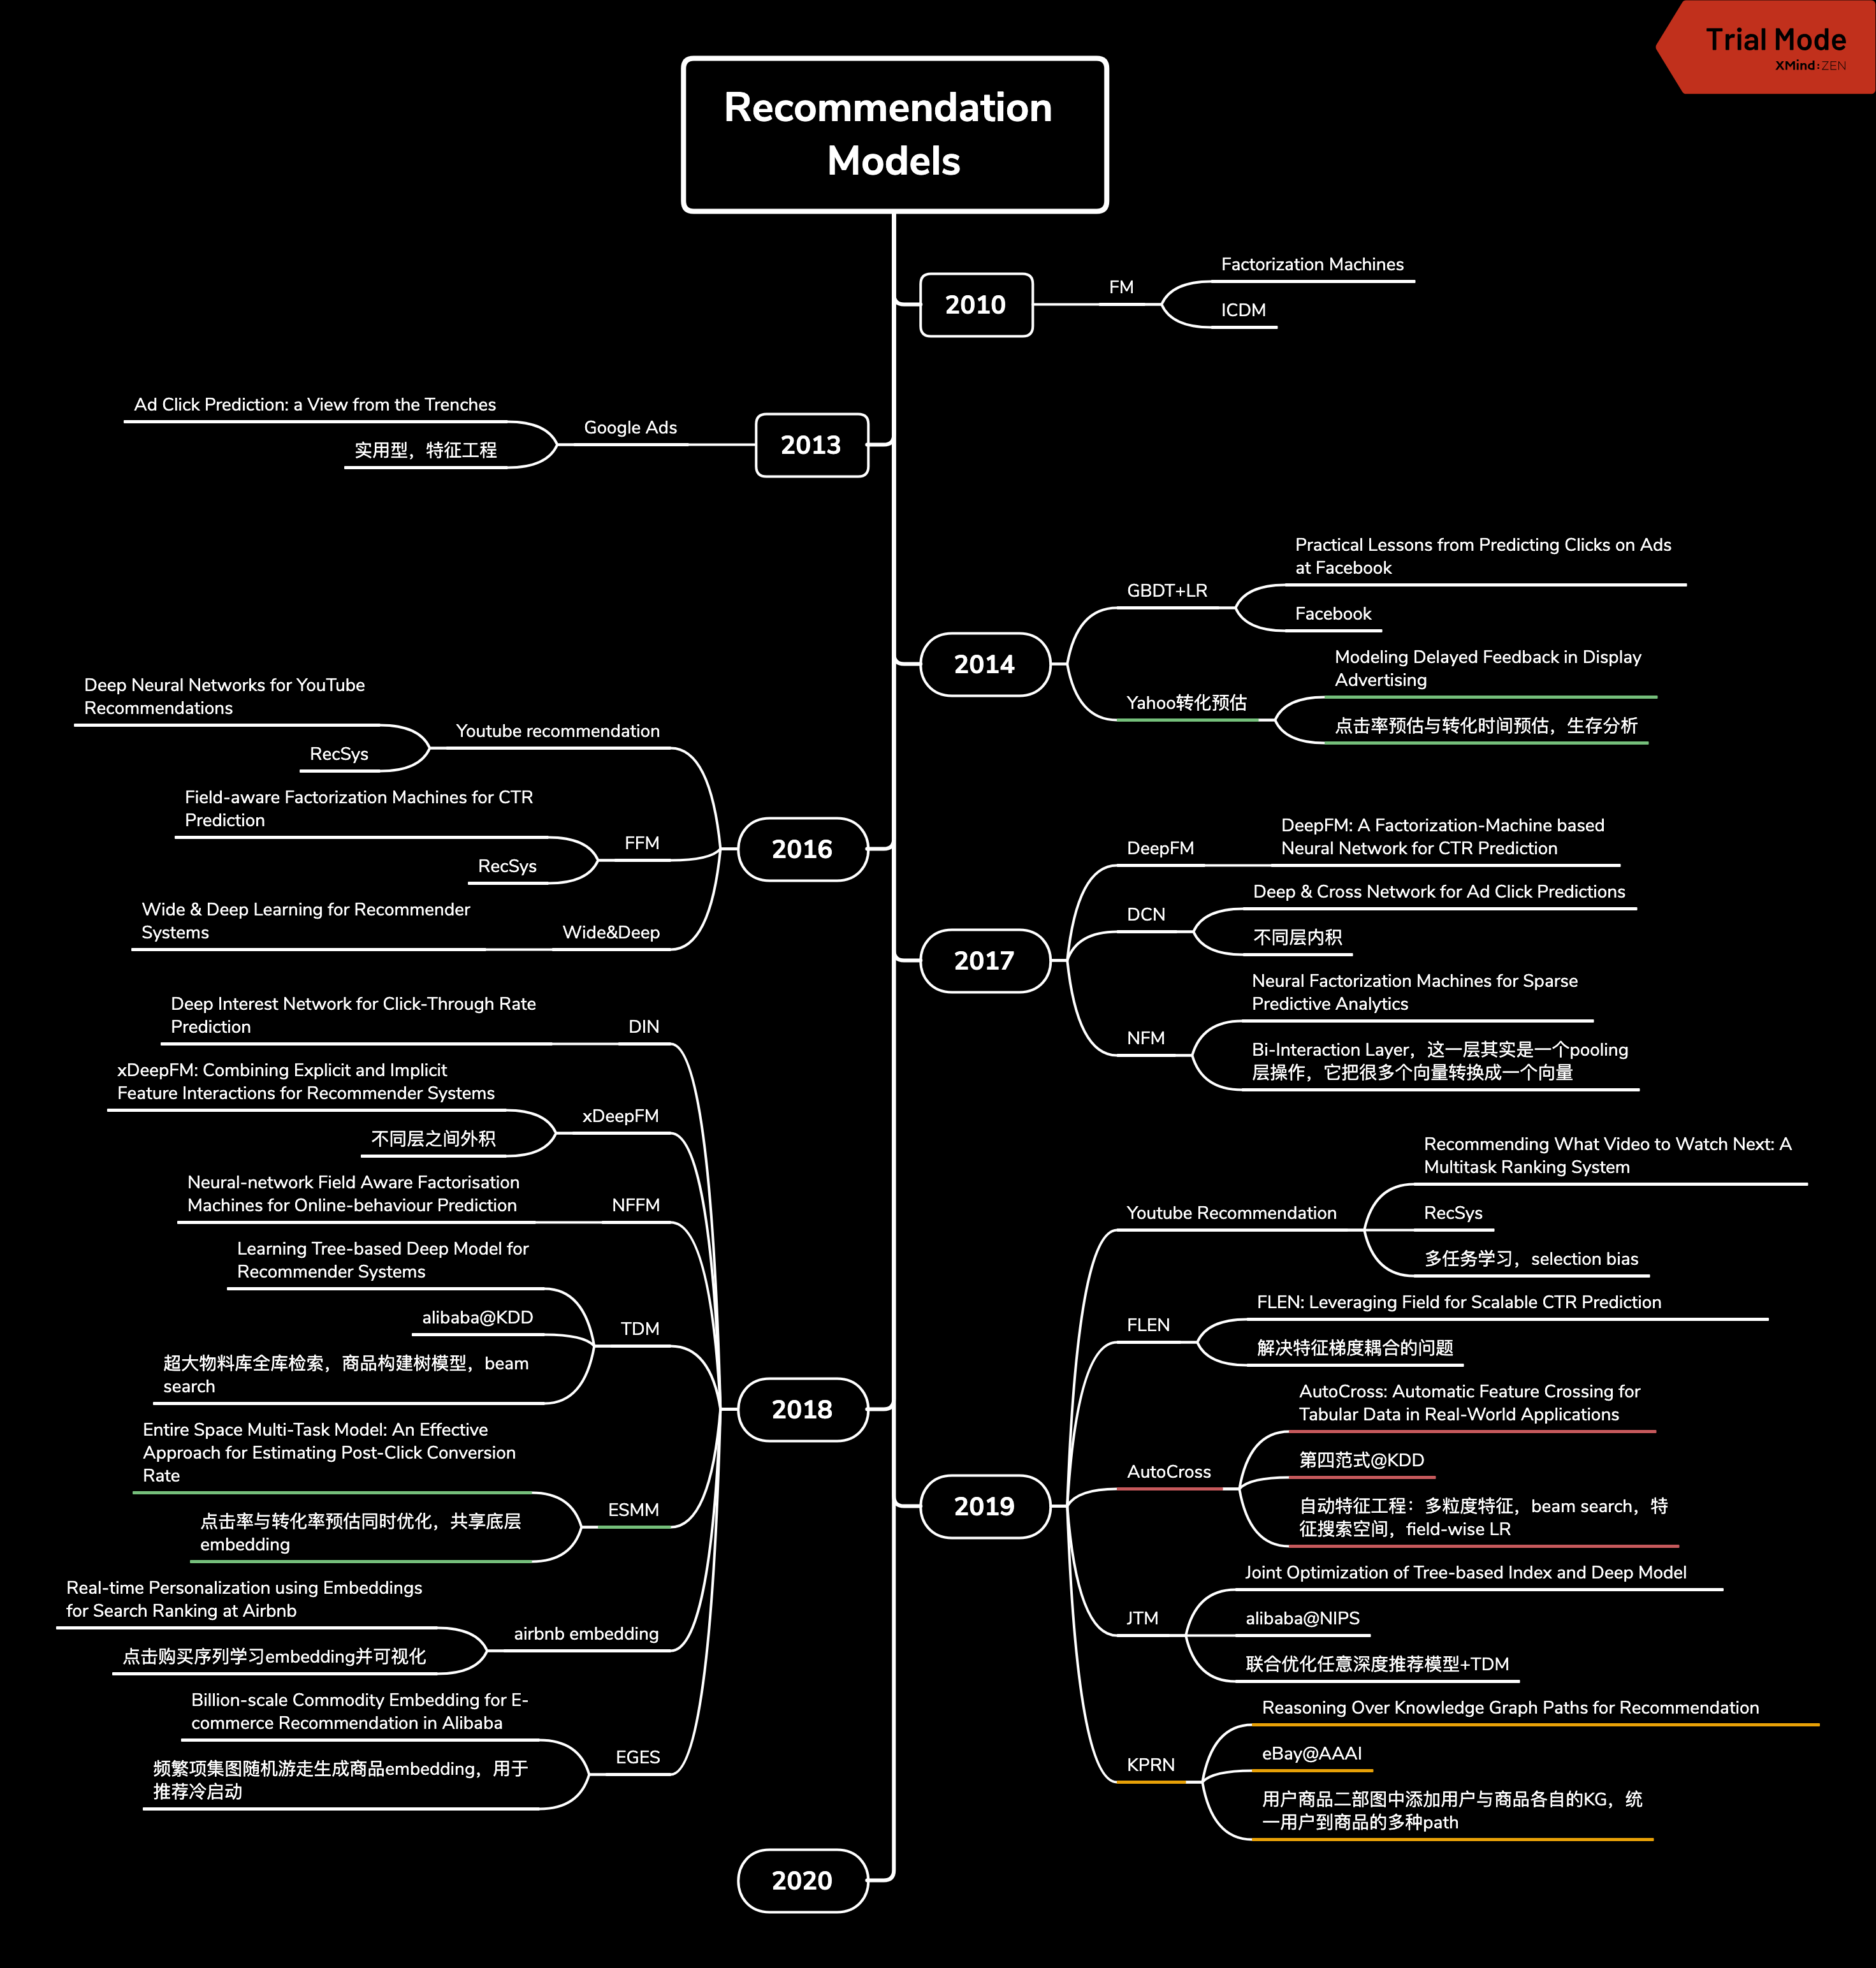 Trial Mode
XMind:ZEN
Recommendation
Models
2010
FM
Factorization Machines
ICDM
2013
Google Ads
Ad Click Prediction: a View from the Trenches
实用型，特征工程
2014
GBDT+LR
Practical Lessons from Predicting Clicks on Ads
at Facebook
Facebook
Yahoo转化预估
Modeling Delayed Feedback in Display
Advertising
点击率预估与转化时间预估，生存分析
2016
Youtube recommendation
Deep Neural Networks for YouTube
Recommendations
RecSys
FFM
Field-aware Factorization Machines for CTR
Prediction
RecSys
Wide&Deep
Wide & Deep Learning for Recommender
Systems
2017
DeepFM
DeepFM: A Factorization-Machine based
Neural Network for CTR Prediction
DCN
Deep & Cross Network for Ad Click Predictions
不同层内积
NFM
Neural Factorization Machines for Sparse
Predictive Analytics
Bi-Interaction Layer，这一层其实是一个pooling
层操作，它把很多个向量转换成一个向量
2018
DIN
Deep Interest Network for Click-Through Rate
Prediction
xDeepFM
xDeepFM: Combining Explicit and Implicit
Feature Interactions for Recommender Systems
不同层之间外积
NFFM
Neural-network Field Aware Factorisation
Machines for Online-behaviour Prediction
TDM
Learning Tree-based Deep Model for
Recommender Systems
alibaba@KDD
超大物料库全库检索，商品构建树模型，beam
search
ESMM
Entire Space Multi-Task Model: An Effective
Approach for Estimating Post-Click Conversion
Rate
点击率与转化率预估同时优化，共享底层
embedding
airbnb embedding
Real-time Personalization using Embeddings
for Search Ranking at Airbnb
点击购买序列学习embedding并可视化
EGES
Billion-scale Commodity Embedding for E-
commerce Recommendation in Alibaba
频繁项集图随机游走生成商品embedding，用于
推荐冷启动
2019
Youtube Recommendation
Recommending What Video to Watch Next: A
Multitask Ranking System
RecSys
多任务学习，selection bias
FLEN
FLEN: Leveraging Field for Scalable CTR Prediction
解决特征梯度耦合的问题
AutoCross
AutoCross: Automatic Feature Crossing for
Tabular Data in Real-World Applications
第四范式@KDD
自动特征工程：多粒度特征，beam search，特
征搜索空间，field-wise LR
JTM
Joint Optimization of Tree-based Index and Deep Model
alibaba@NIPS
联合优化任意深度推荐模型+TDM
KPRN
Reasoning Over Knowledge Graph Paths for Recommendation
eBay@AAAI
用户商品二部图中添加用户与商品各自的KG，统
一用户到商品的多种path
2020